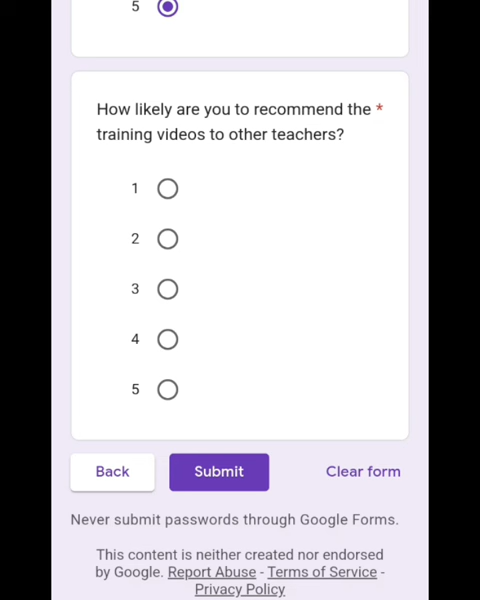 5
How likely are you to recommend the *
training videos to other teachers?
1
2
3
4
5
Back Submit Clear form
Never submit passwords through Google Forms.
This content is neither created nor endorsed
by Google. Report Abuse - Terms of Service -
Privacy Policy